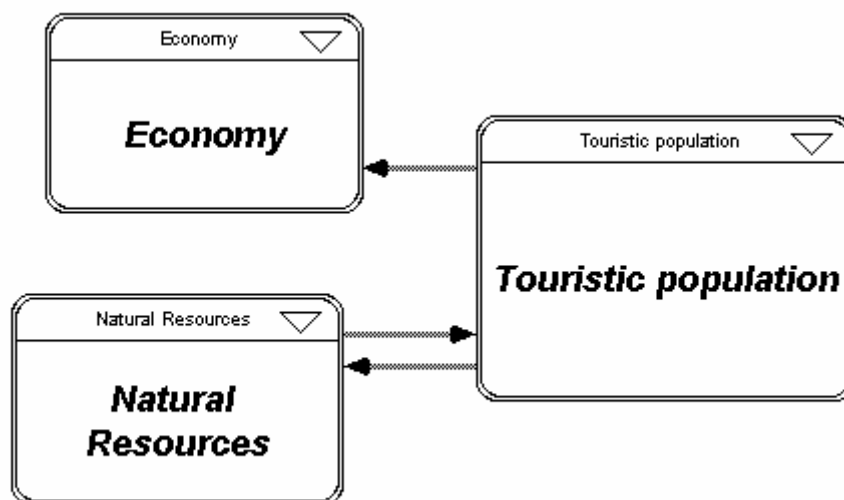 Economy
Economy
Touristic population
Touristic population
Natural Resources
Natural
Resources